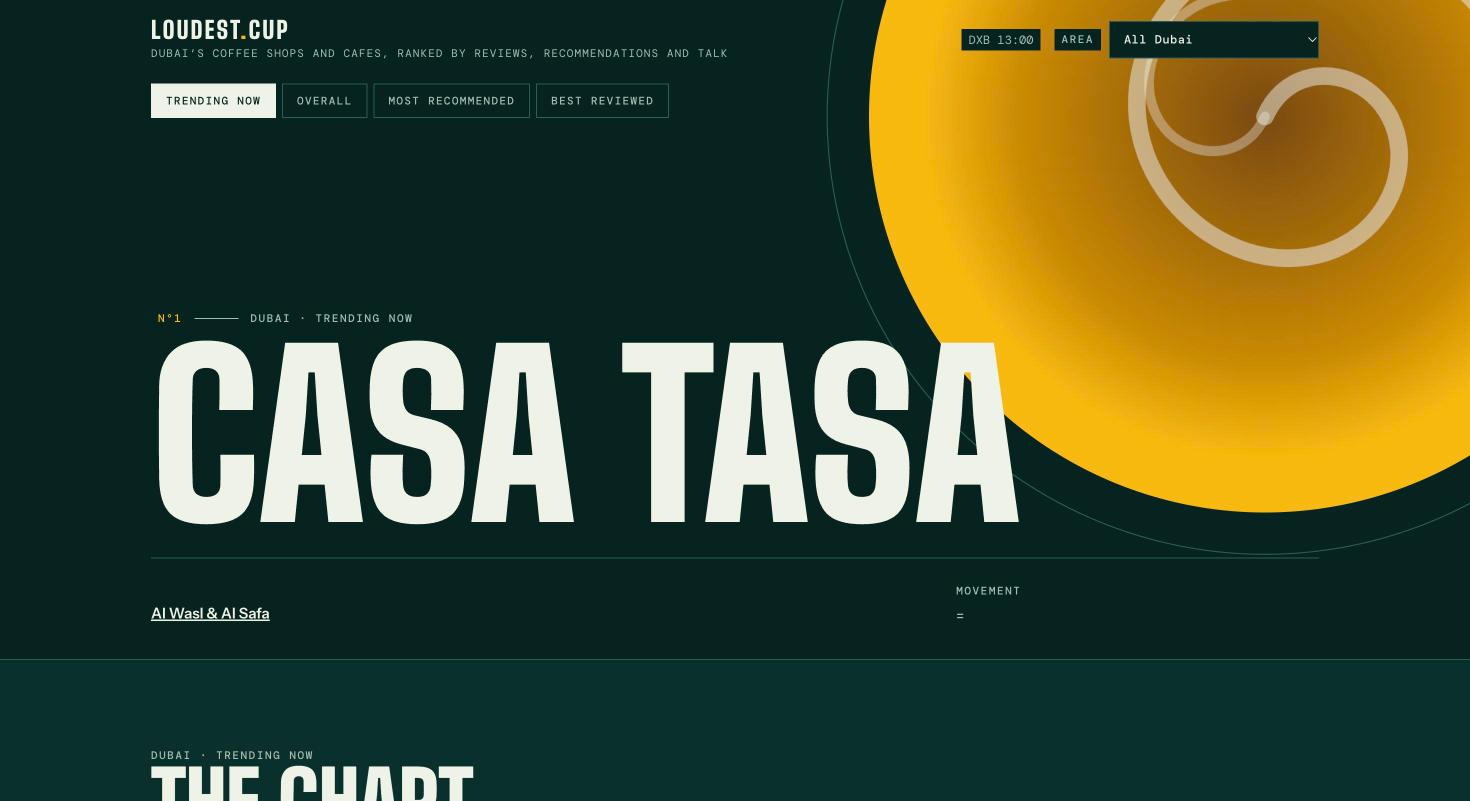 LOUDEST.CUP
DUBAI'S COFFEE SHOPS AND CAFES, RANKED BY REVIEWS, RECOMMENDATIONS AND TALK
DXB 13:00 AREA All Dubai
TRENDING NOW OVERALL MOST RECOMMENDED BEST REVIEWED
N°1 DUBAI · TRENDING NOW
CASA TASA
Al Wasl & Al Safa
MOVEMENT
=
DUBAI · TRENDING NOW
THE CHART